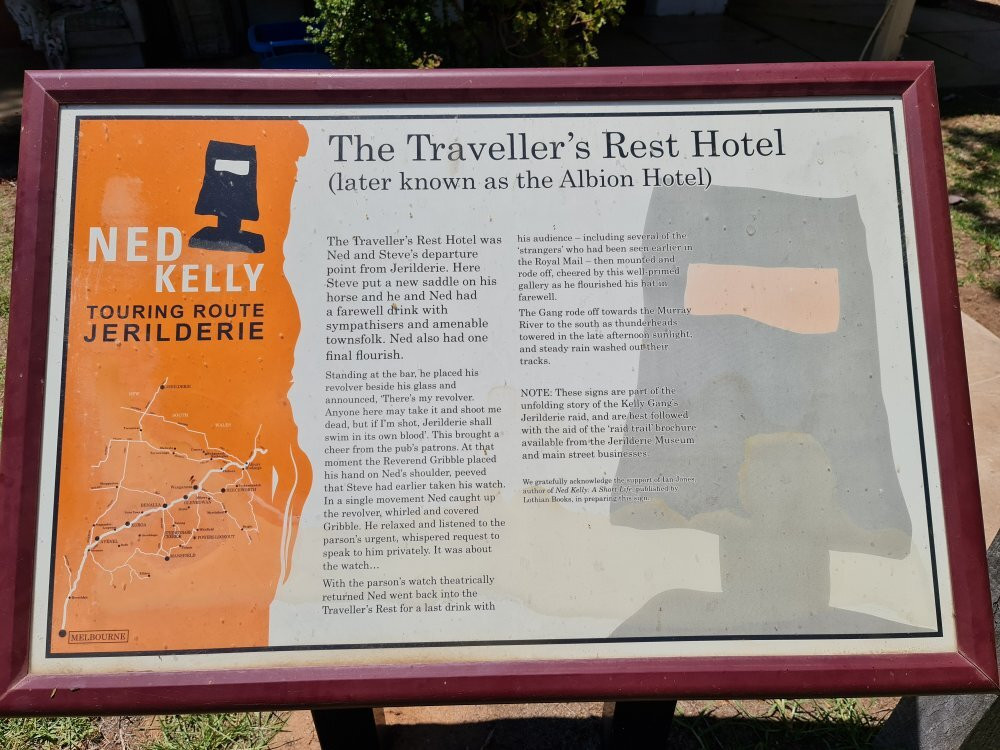 The Traveller's Rest Hotel
(later known as the Albion Hotel)
NED
KELLY
TOURING ROUTE
JERILDERIE
The Traveller's Rest Hotel was
Ned and Steve's departure
point from Jerilderie. Here
Steve put a new saddle on his
horse and he and Ned had
a farewell drink with
sympathisers and amenable
townsfolk. Ned also had one
final flourish.
Standing at the bar, he placed his
revolver beside his glass and
announced, 'There's my revolver.
Anyone here may take it and shoot me
dead, but if I'm shot, Jerilderie shall
swim in its own blood'. This brought a
cheer from the pub's patrons. At that
moment the Reverend Gribble placed
his hand on Ned's shoulder, peeved
that Steve had earlier taken his watch.
In a single movement Ned caught up
the revolver, whirled and covered
Gribble. He relaxed and listened to the
parson's urgent, whispered request to
speak to him privately. It was about
the watch...
With the parson's watch theatrically
returned Ned went back into the
Traveller's Rest for a last drink with
his audience – including several of the
'strangers' who had been seen earlier in
the Royal Mail – then mounted and
rode off, cheered by this well-primed
gallery as he flourished his hat in
farewell.
The Gang rode off towards the Murray
River to the south as thunderheads
towered in the late afternoon sunlight,
and steady rain washed out their
tracks.
NOTE: These signs are part of the
unfolding story of the Kelly Gang's
Jerilderie raid, and are best followed
with the aid of the 'raid trail' brochure
available from the Jerilderie Museum
and main street businesses.
We gratefully acknowledge the support of Ian Jones,
author of Ned Kelly: A Short Life, published by
Lothian Books, in preparing this sign.
JERILDERIE
NEW
SOUTH
WALES
BEECHWORTH
GLENROWAN
BENALLA
EUROA
AVENEL
MANSFIELD
POWERS LOOKOUT
MELBOURNE